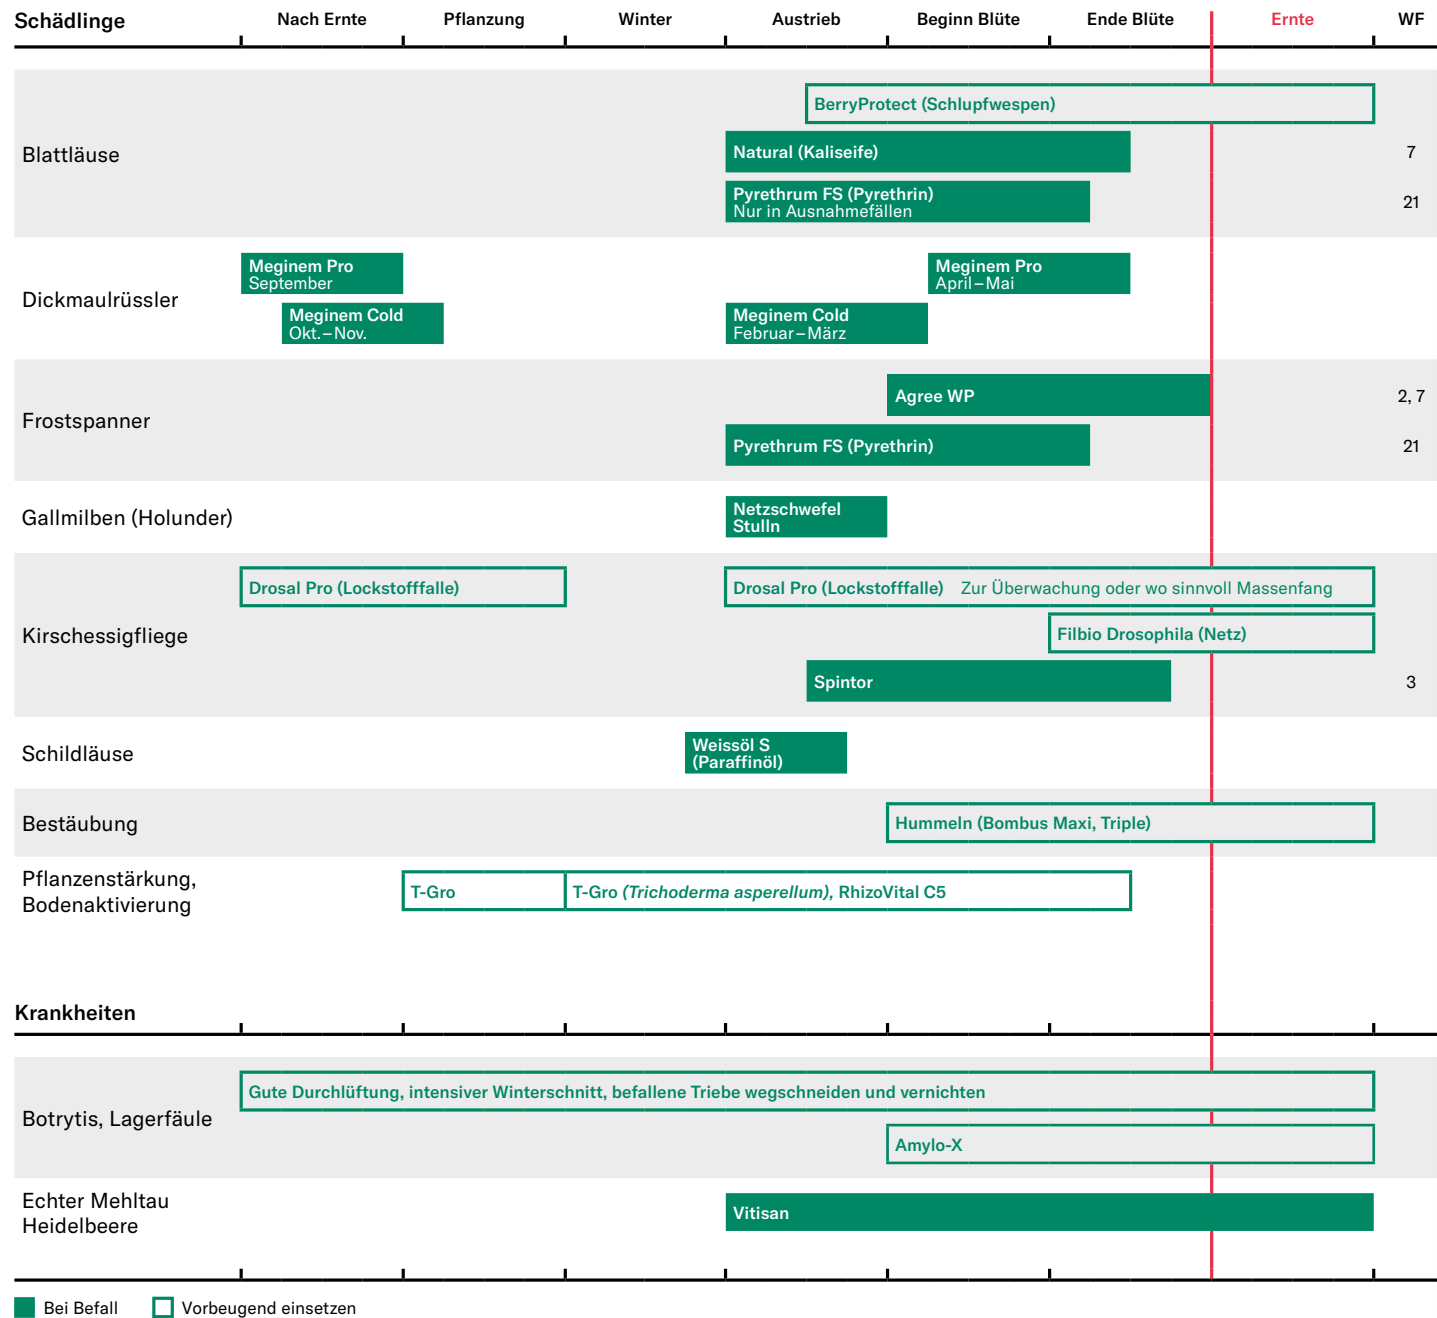 Schädlinge
Nach Ernte
Pflanzung
Winter
Austrieb
Beginn Blüte
Ende Blüte
Ernte
WF
Blattläuse
BerryProtect (Schlupfwespen)
Natural (Kaliseife)
7
Pyrethrum FS (Pyrethrin)
Nur in Ausnahmefällen
21
Dickmaulrüssler
Meginem Pro
September
Meginem Pro
April – Mai
Meginem Cold
Okt. – Nov.
Meginem Cold
Februar – März
Frostspanner
Agree WP
2, 7
Pyrethrum FS (Pyrethrin)
21
Gallmilben (Holunder)
Netzschwefel
Stulln
Kirschessigfliege
Drosal Pro (Lockstofffalle)
Drosal Pro (Lockstofffalle) Zur Überwachung oder wo sinnvoll Massenfang
Filbio Drosophila (Netz)
Spintor
3
Schildläuse
Weissöl S
(Paraffinöl)
Bestäubung
Hummeln (Bombus Maxi, Triple)
Pflanzenstärkung,
Bodenaktivierung
T-Gro
T-Gro (Trichoderma asperellum), RhizoVital C5
Krankheiten
Botrytis, Lagerfäule
Gute Durchlüftung, intensiver Winterschnitt, befallene Triebe wegschneiden und vernichten
Amylo-X
Echter Mehltau
Heidelbeere
Vitisan
Bei Befall
Vorbeugend einsetzen